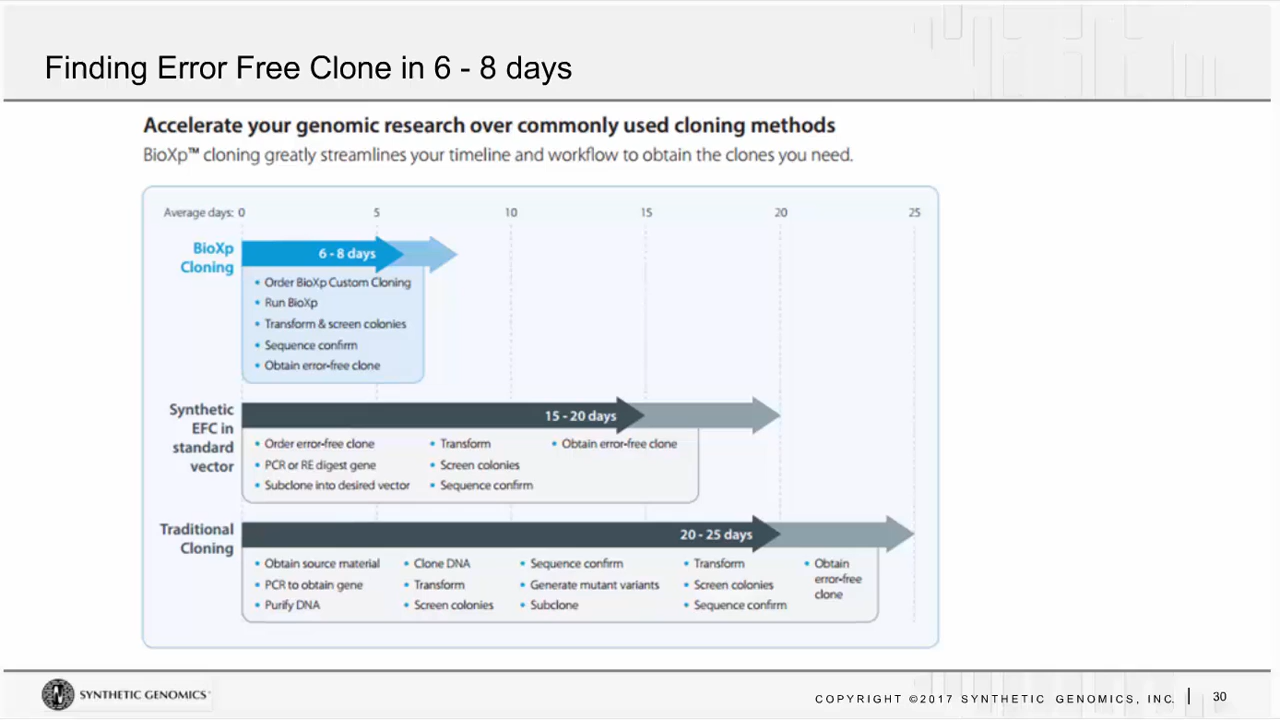 Finding Error Free Clone in 6 - 8 days
Accelerate your genomic research over commonly used cloning methods
BioXp™ cloning greatly streamlines your timeline and workflow to obtain the clones you need.
Average days: 0 5 10 15 20 25
BioXp
Cloning
6 - 8 days
• Order BioXp Custom Cloning
• Run BioXp
• Transform & screen colonies
• Sequence confirm
• Obtain error-free clone
Synthetic
EFC in
standard
vector
15 - 20 days
• Order error-free clone
• PCR or RE digest gene
• Subclone into desired vector
• Transform
• Screen colonies
• Sequence confirm
• Obtain error-free clone
Traditional
Cloning
20 - 25 days
• Obtain source material
• PCR to obtain gene
• Purify DNA
• Clone DNA
• Transform
• Screen colonies
• Sequence confirm
• Generate mutant variants
• Subclone
• Transform
• Screen colonies
• Sequence confirm
• Obtain
error-free
clone
SYNTHETIC GENOMICS
COPYRIGHT ©2017 SYNTHETIC GENOMICS, INC. | 30